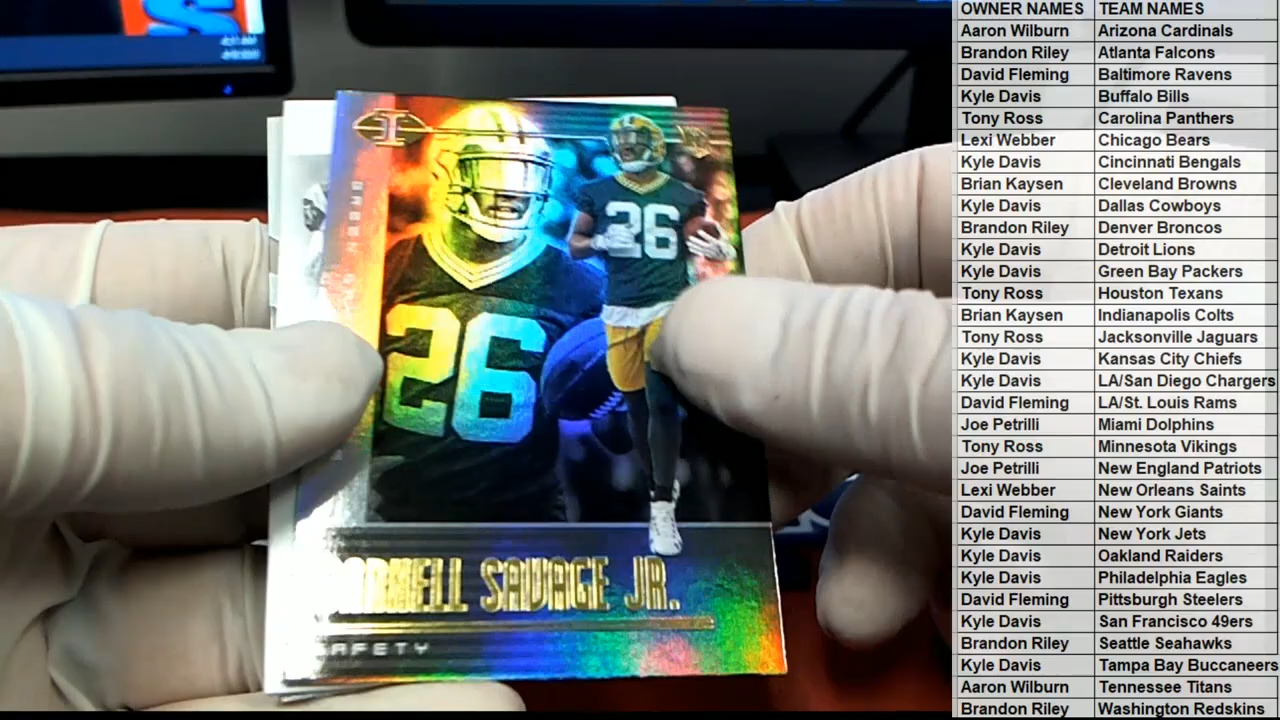 OWNER NAMES TEAM NAMES
Aaron Wilburn Arizona Cardinals
Brandon Riley Atlanta Falcons
David Fleming Baltimore Ravens
Kyle Davis Buffalo Bills
Tony Ross Carolina Panthers
Lexi Webber Chicago Bears
Kyle Davis Cincinnati Bengals
Brian Kaysen Cleveland Browns
Kyle Davis Dallas Cowboys
Brandon Riley Denver Broncos
Kyle Davis Detroit Lions
Kyle Davis Green Bay Packers
Tony Ross Houston Texans
Brian Kaysen Indianapolis Colts
Tony Ross Jacksonville Jaguars
Kyle Davis Kansas City Chiefs
Kyle Davis LA/San Diego Chargers
David Fleming LA/St. Louis Rams
Joe Petrilli Miami Dolphins
Tony Ross Minnesota Vikings
Joe Petrilli New England Patriots
Lexi Webber New Orleans Saints
David Fleming New York Giants
Kyle Davis New York Jets
Kyle Davis Oakland Raiders
Kyle Davis Philadelphia Eagles
David Fleming Pittsburgh Steelers
Kyle Davis San Francisco 49ers
Brandon Riley Seattle Seahawks
Kyle Davis Tampa Bay Buccaneers
Aaron Wilburn Tennessee Titans
Brandon Riley Washington Redskins
I
GREEN
26
26
SAVAGE JR.